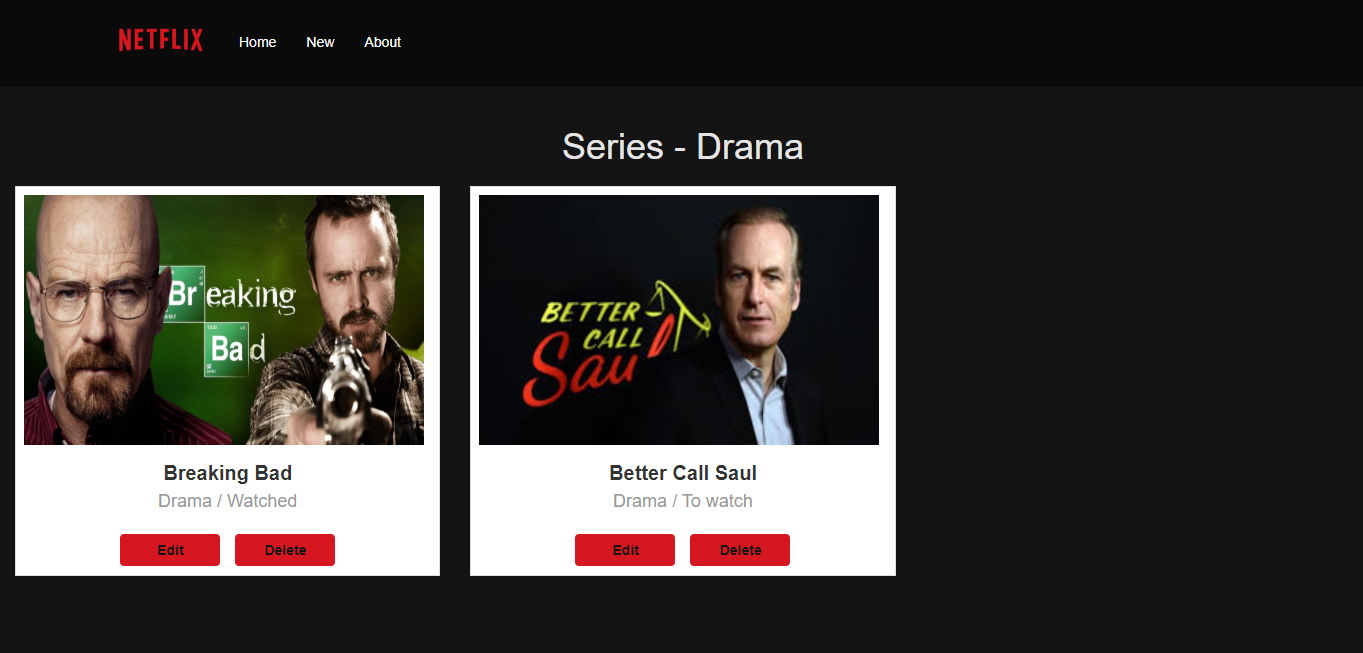 NETFLIX Home New About
Series - Drama
Breaking
Bad
BETTER
CALL
Saul
Breaking Bad
Drama / Watched
Edit Delete
Better Call Saul
Drama / To watch
Edit Delete